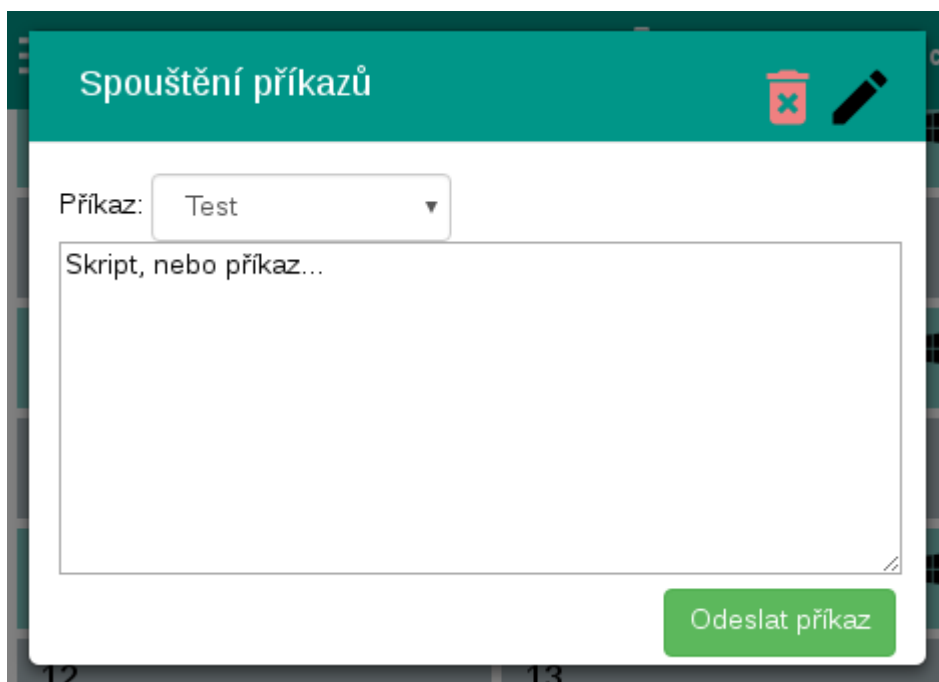 Spouštění příkazů
Příkaz: Test
Skript, nebo příkaz...
Odeslat příkaz
12 13